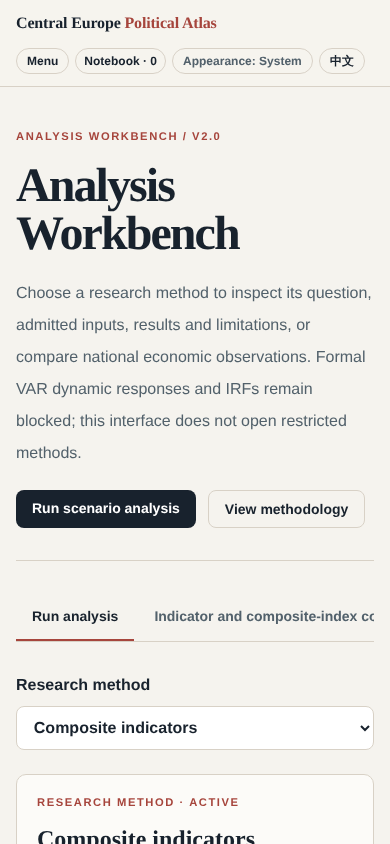 Central Europe Political Atlas
Menu
Notebook · 0
Appearance: System
中文
ANALYSIS WORKBENCH / V2.0
Analysis
Workbench
Choose a research method to inspect its question,
admitted inputs, results and limitations, or
compare national economic observations. Formal
VAR dynamic responses and IRFs remain
blocked; this interface does not open restricted
methods.
Run scenario analysis
View methodology
Run analysis
Indicator and composite-index co
Research method
Composite indicators
RESEARCH METHOD · ACTIVE
Composite indicators